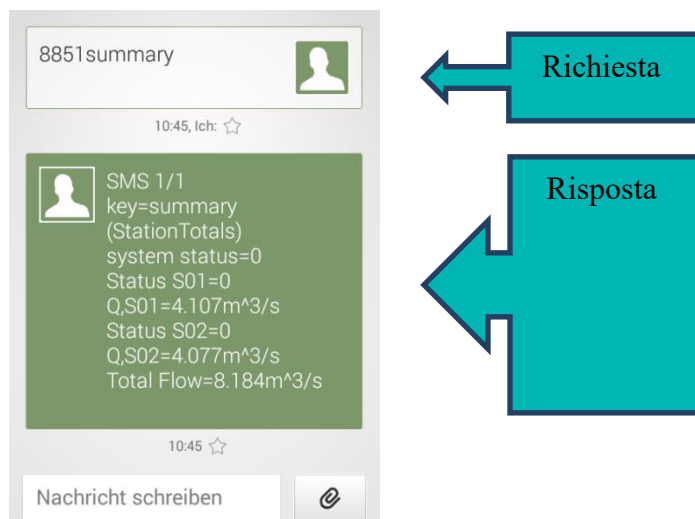 8851summary
Richiesta
10:45, Ich:
SMS 1/1
key=summary
(StationTotals)
system status=0
Status S01=0
Q,S01=4.107m^3/s
Status S02=0
Q,S02=4.077m^3/s
Total Flow=8.184m^3/s
Risposta
10:45
Nachricht schreiben